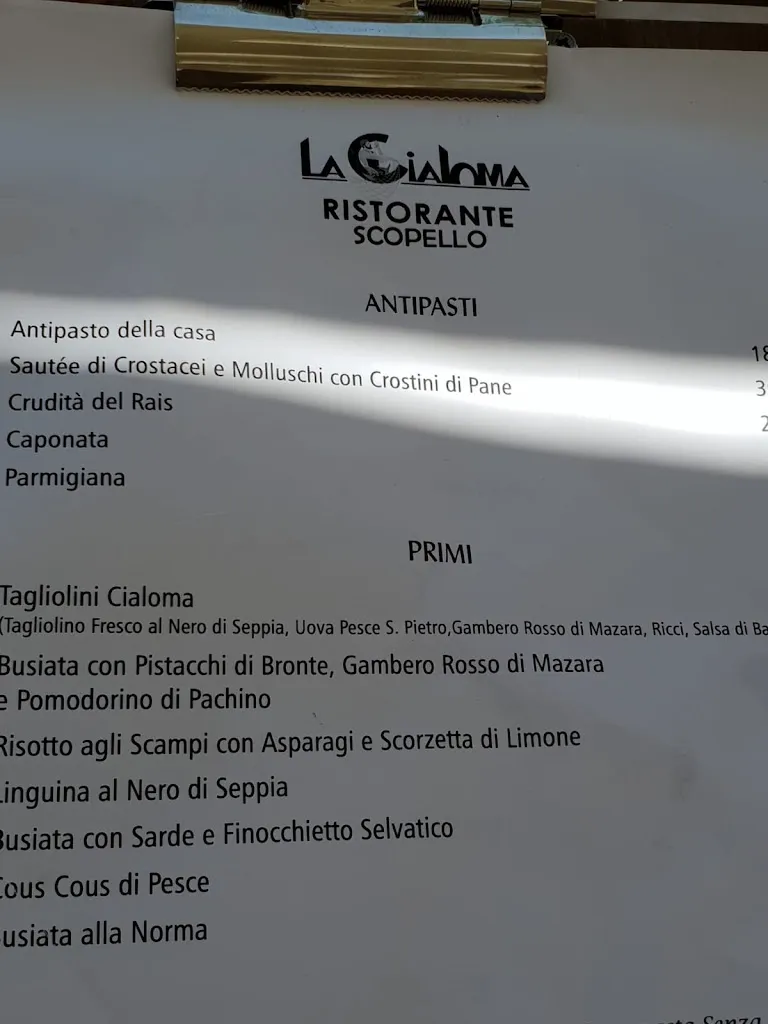 La Cialoma
RISTORANTE
SCOPELLO
ANTIPASTI
Antipasto della casa
Sautée di Crostacei e Molluschi con Crostini di Pane
Crudità del Rais
Caponata
Parmigiana
PRIMI
Tagliolini Cialoma
(Tagliolino Fresco al Nero di Seppia, Uova Pesce S. Pietro,Gambero Rosso di Mazara, Ricci, Salsa di
Busiata con Pistacchi di Bronte, Gambero Rosso di Mazara
e Pomodorino di Pachino
Risotto agli Scampi con Asparagi e Scorzetta di Limone
Linguina al Nero di Seppia
Busiata con Sarde e Finocchietto Selvatico
Cous Cous di Pesce
Busiata alla Norma
Senza